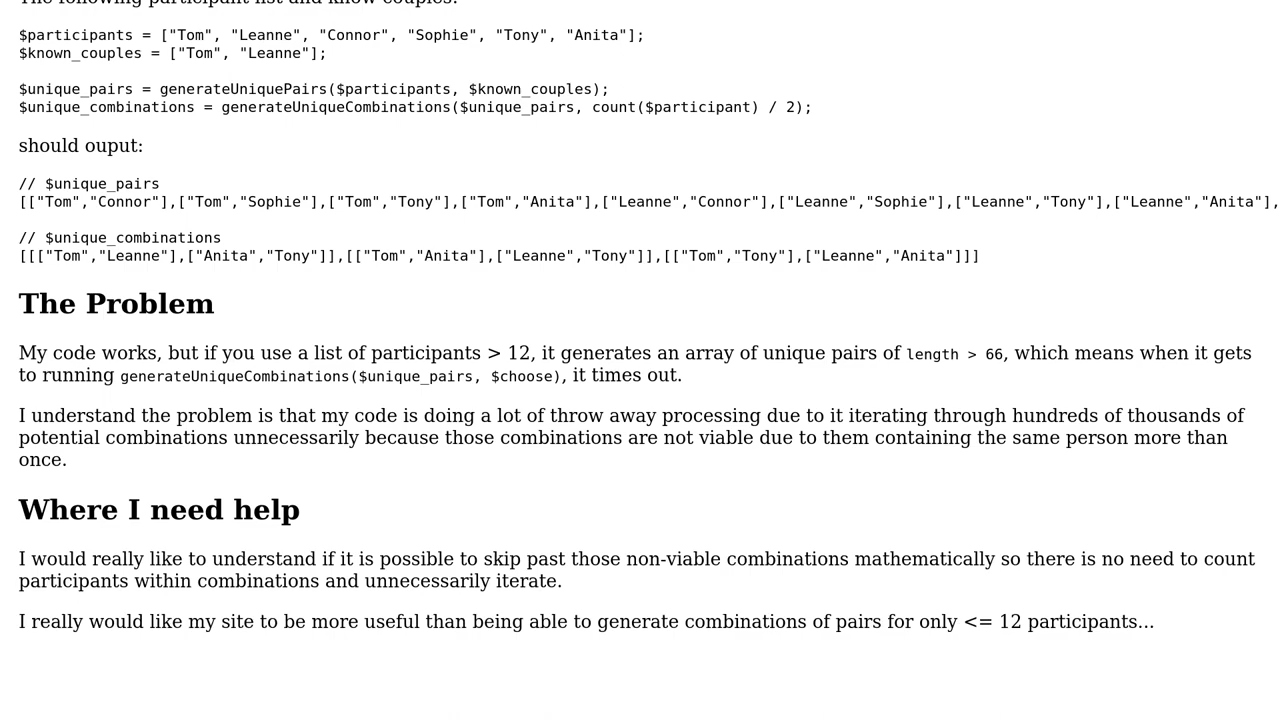 The following participant list and know couples:
$participants = ["Tom", "Leanne", "Connor", "Sophie", "Tony", "Anita"];
$known_couples = ["Tom", "Leanne"];
$unique_pairs = generateUniquePairs($participants, $known_couples);
$unique_combinations = generateUniqueCombinations($unique_pairs, count($participant) / 2);
should ouput:
// $unique_pairs
[["Tom","Connor"],["Tom","Sophie"],["Tom","Tony"],["Tom","Anita"],["Leanne","Connor"],["Leanne","Sophie"],["Leanne","Tony"],["Leanne","Anita"],
// $unique_combinations
[[["Tom","Leanne"],["Anita","Tony"]],[["Tom","Anita"],["Leanne","Tony"]],[["Tom","Tony"],["Leanne","Anita"]]]
The Problem
My code works, but if you use a list of participants > 12, it generates an array of unique pairs of length > 66, which means when it gets
to running generateUniqueCombinations($unique_pairs, $choose), it times out.
I understand the problem is that my code is doing a lot of throw away processing due to it iterating through hundreds of thousands of
potential combinations unnecessarily because those combinations are not viable due to them containing the same person more than
once.
Where I need help
I would really like to understand if it is possible to skip past those non-viable combinations mathematically so there is no need to count
participants within combinations and unnecessarily iterate.
I really would like my site to be more useful than being able to generate combinations of pairs for only <= 12 participants...